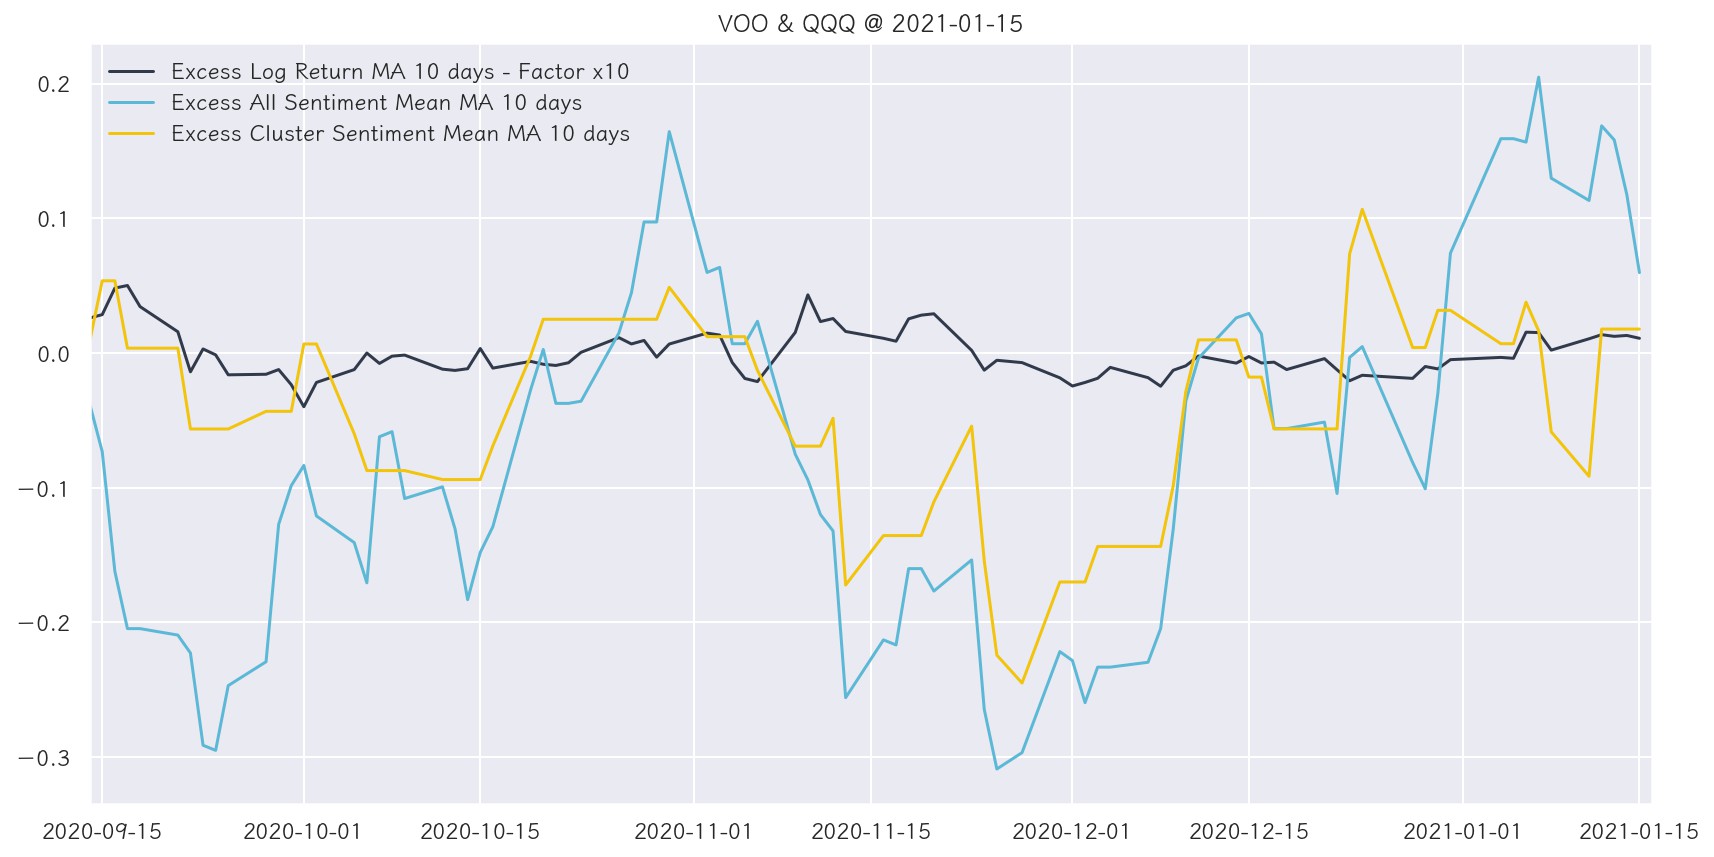 VOO & QQQ @ 2021-01-15
Excess Log Return MA 10 days - Factor x10
Excess All Sentiment Mean MA 10 days
Excess Cluster Sentiment Mean MA 10 days
0.2
0.1
0.0
−0.1
−0.2
−0.3
2020-09-15 2020-10-01 2020-10-15 2020-11-01 2020-11-15 2020-12-01 2020-12-15 2021-01-01 2021-01-15